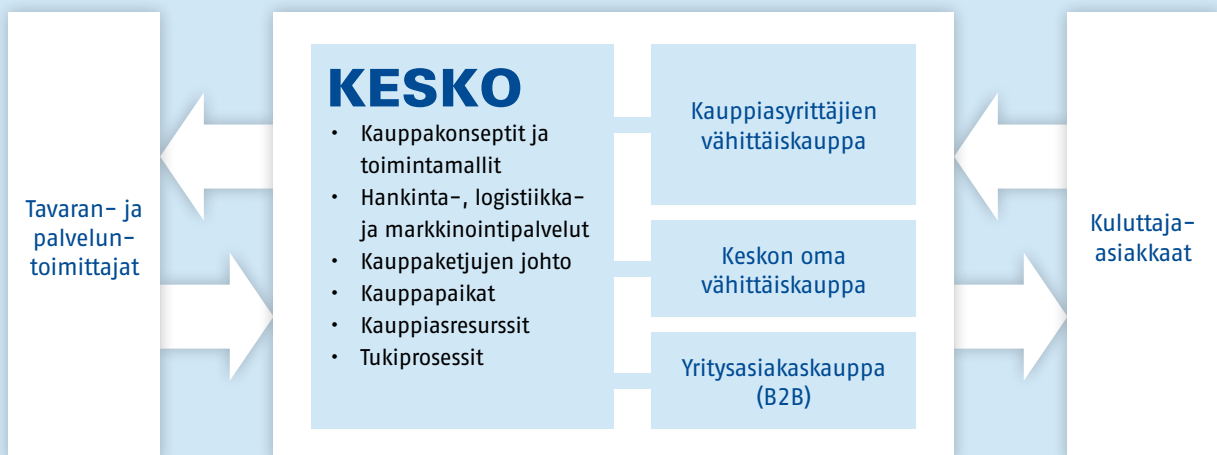 Tavaran- ja
palvelun-
toimittajat
KESKO
• Kauppakonseptit ja
toimintamallit
• Hankinta-, logistiikka-
ja markkinointipalvelut
• Kauppaketjujen johto
• Kauppapaikat
• Kauppiasresurssit
• Tukiprosessit
Kauppiasyrittäjien
vähittäiskauppa
Keskon oma
vähittäiskauppa
Yritysasiakaskauppa
(B2B)
Kuluttaja-
asiakkaat